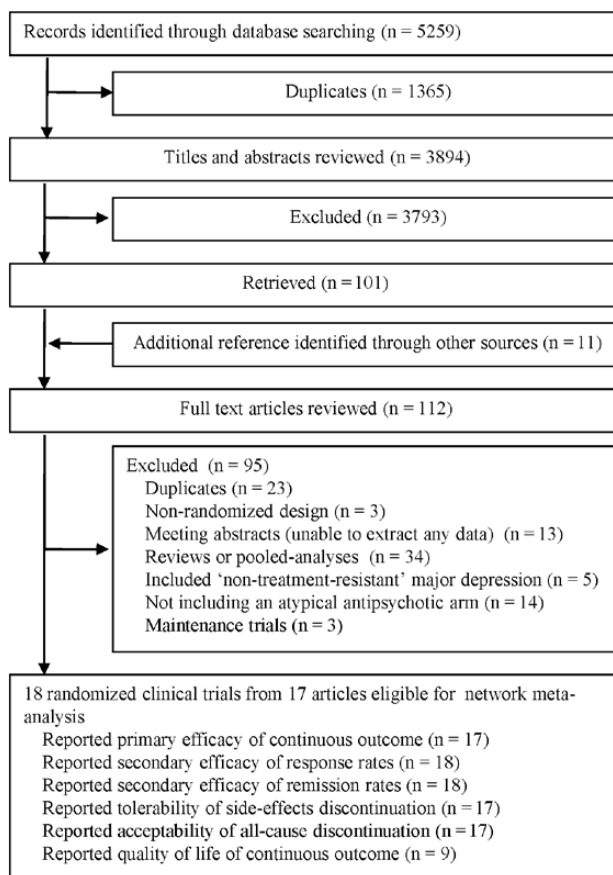 Records identified through database searching (n = 5259)
Duplicates (n = 1365)
Titles and abstracts reviewed (n = 3894)
Excluded (n = 3793)
Retrieved (n = 101)
Additional reference identified through other sources (n = 11)
Full text articles reviewed (n = 112)
Excluded (n = 95)
Duplicates (n = 23)
Non-randomized design (n = 3)
Meeting abstracts (unable to extract any data) (n = 13)
Reviews or pooled-analyses (n = 34)
Included ‘non-treatment-resistant’ major depression (n = 5)
Not including an atypical antipsychotic arm (n = 14)
Maintenance trials (n = 3)
18 randomized clinical trials from 17 articles eligible for network meta-
analysis
Reported primary efficacy of continuous outcome (n = 17)
Reported secondary efficacy of response rates (n = 18)
Reported secondary efficacy of remission rates (n = 18)
Reported tolerability of side-effects discontinuation (n = 17)
Reported acceptability of all-cause discontinuation (n = 17)
Reported quality of life of continuous outcome (n = 9)